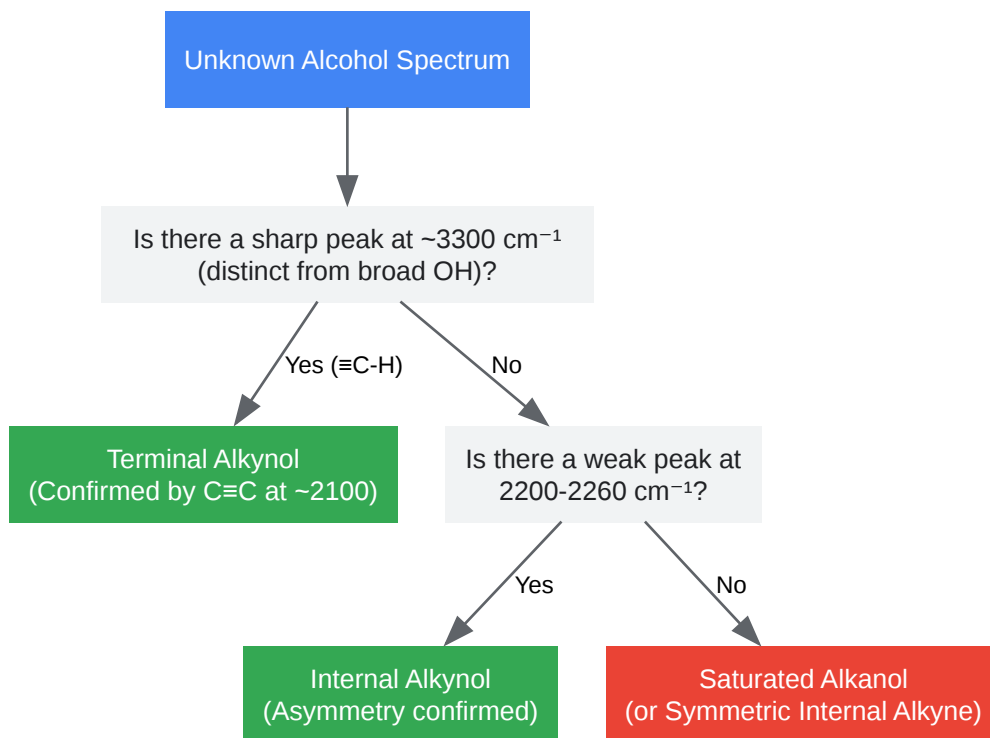 Unknown Alcohol Spectrum
Is there a sharp peak at ~3300 cm⁻¹
(distinct from broad OH)?
Yes (≡C-H)
No
Terminal Alkynol
(Confirmed by C≡C at ~2100)
Is there a weak peak at
2200-2260 cm⁻¹?
Yes
No
Internal Alkynol
(Asymmetry confirmed)
Saturated Alkanol
(or Symmetric Internal Alkyne)